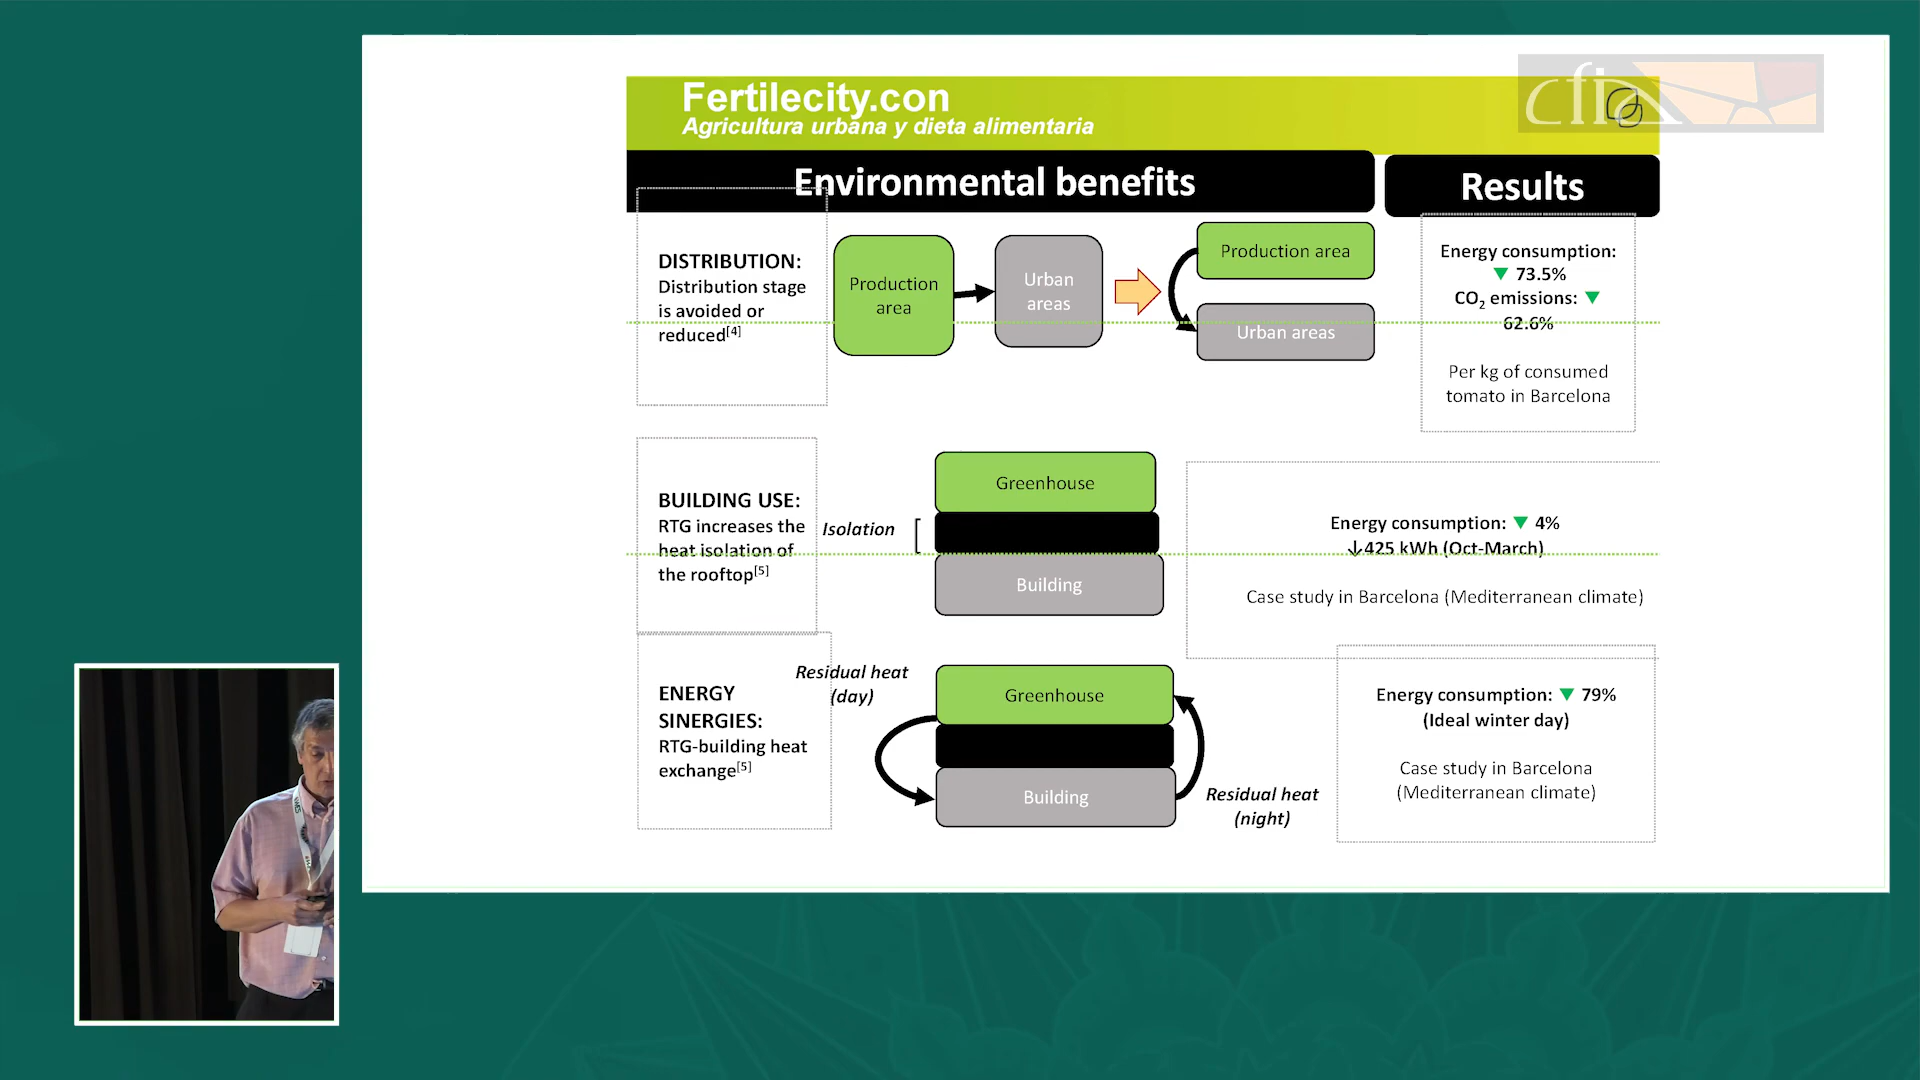 Fertilecity.con
Agricultura urbana y dieta alimentaria
cfia
Environmental benefits
Results
DISTRIBUTION:
Distribution stage
is avoided or
reduced[4]
Production
area
Urban
areas
Production area
Urban areas
Energy consumption:
▼ 73.5%
CO2 emissions: ▼
62.6%
Per kg of consumed
tomato in Barcelona
BUILDING USE:
RTG increases the
heat isolation of
the rooftop[5]
Isolation
Greenhouse
Building
Energy consumption: ▼ 4%
↓425 kWh (Oct-March)
Case study in Barcelona (Mediterranean climate)
ENERGY
SINERGIES:
RTG-building heat
exchange[5]
Residual heat
(day)
Greenhouse
Building
Residual heat
(night)
Energy consumption: ▼ 79%
(Ideal winter day)
Case study in Barcelona
(Mediterranean climate)